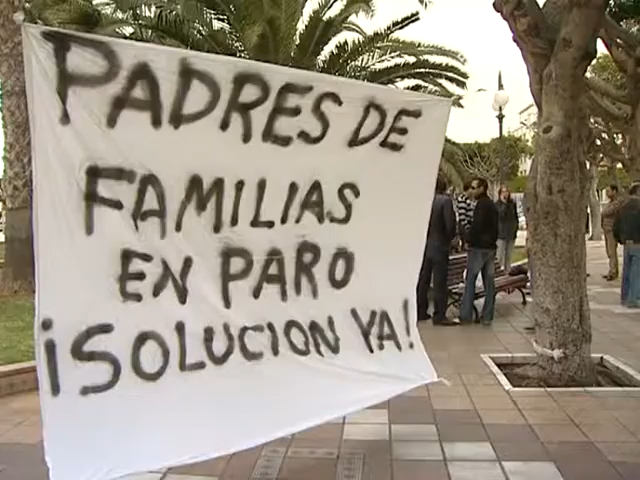 PADRES DE
FAMILIAS
EN PARO
¡SOLUCION YA!